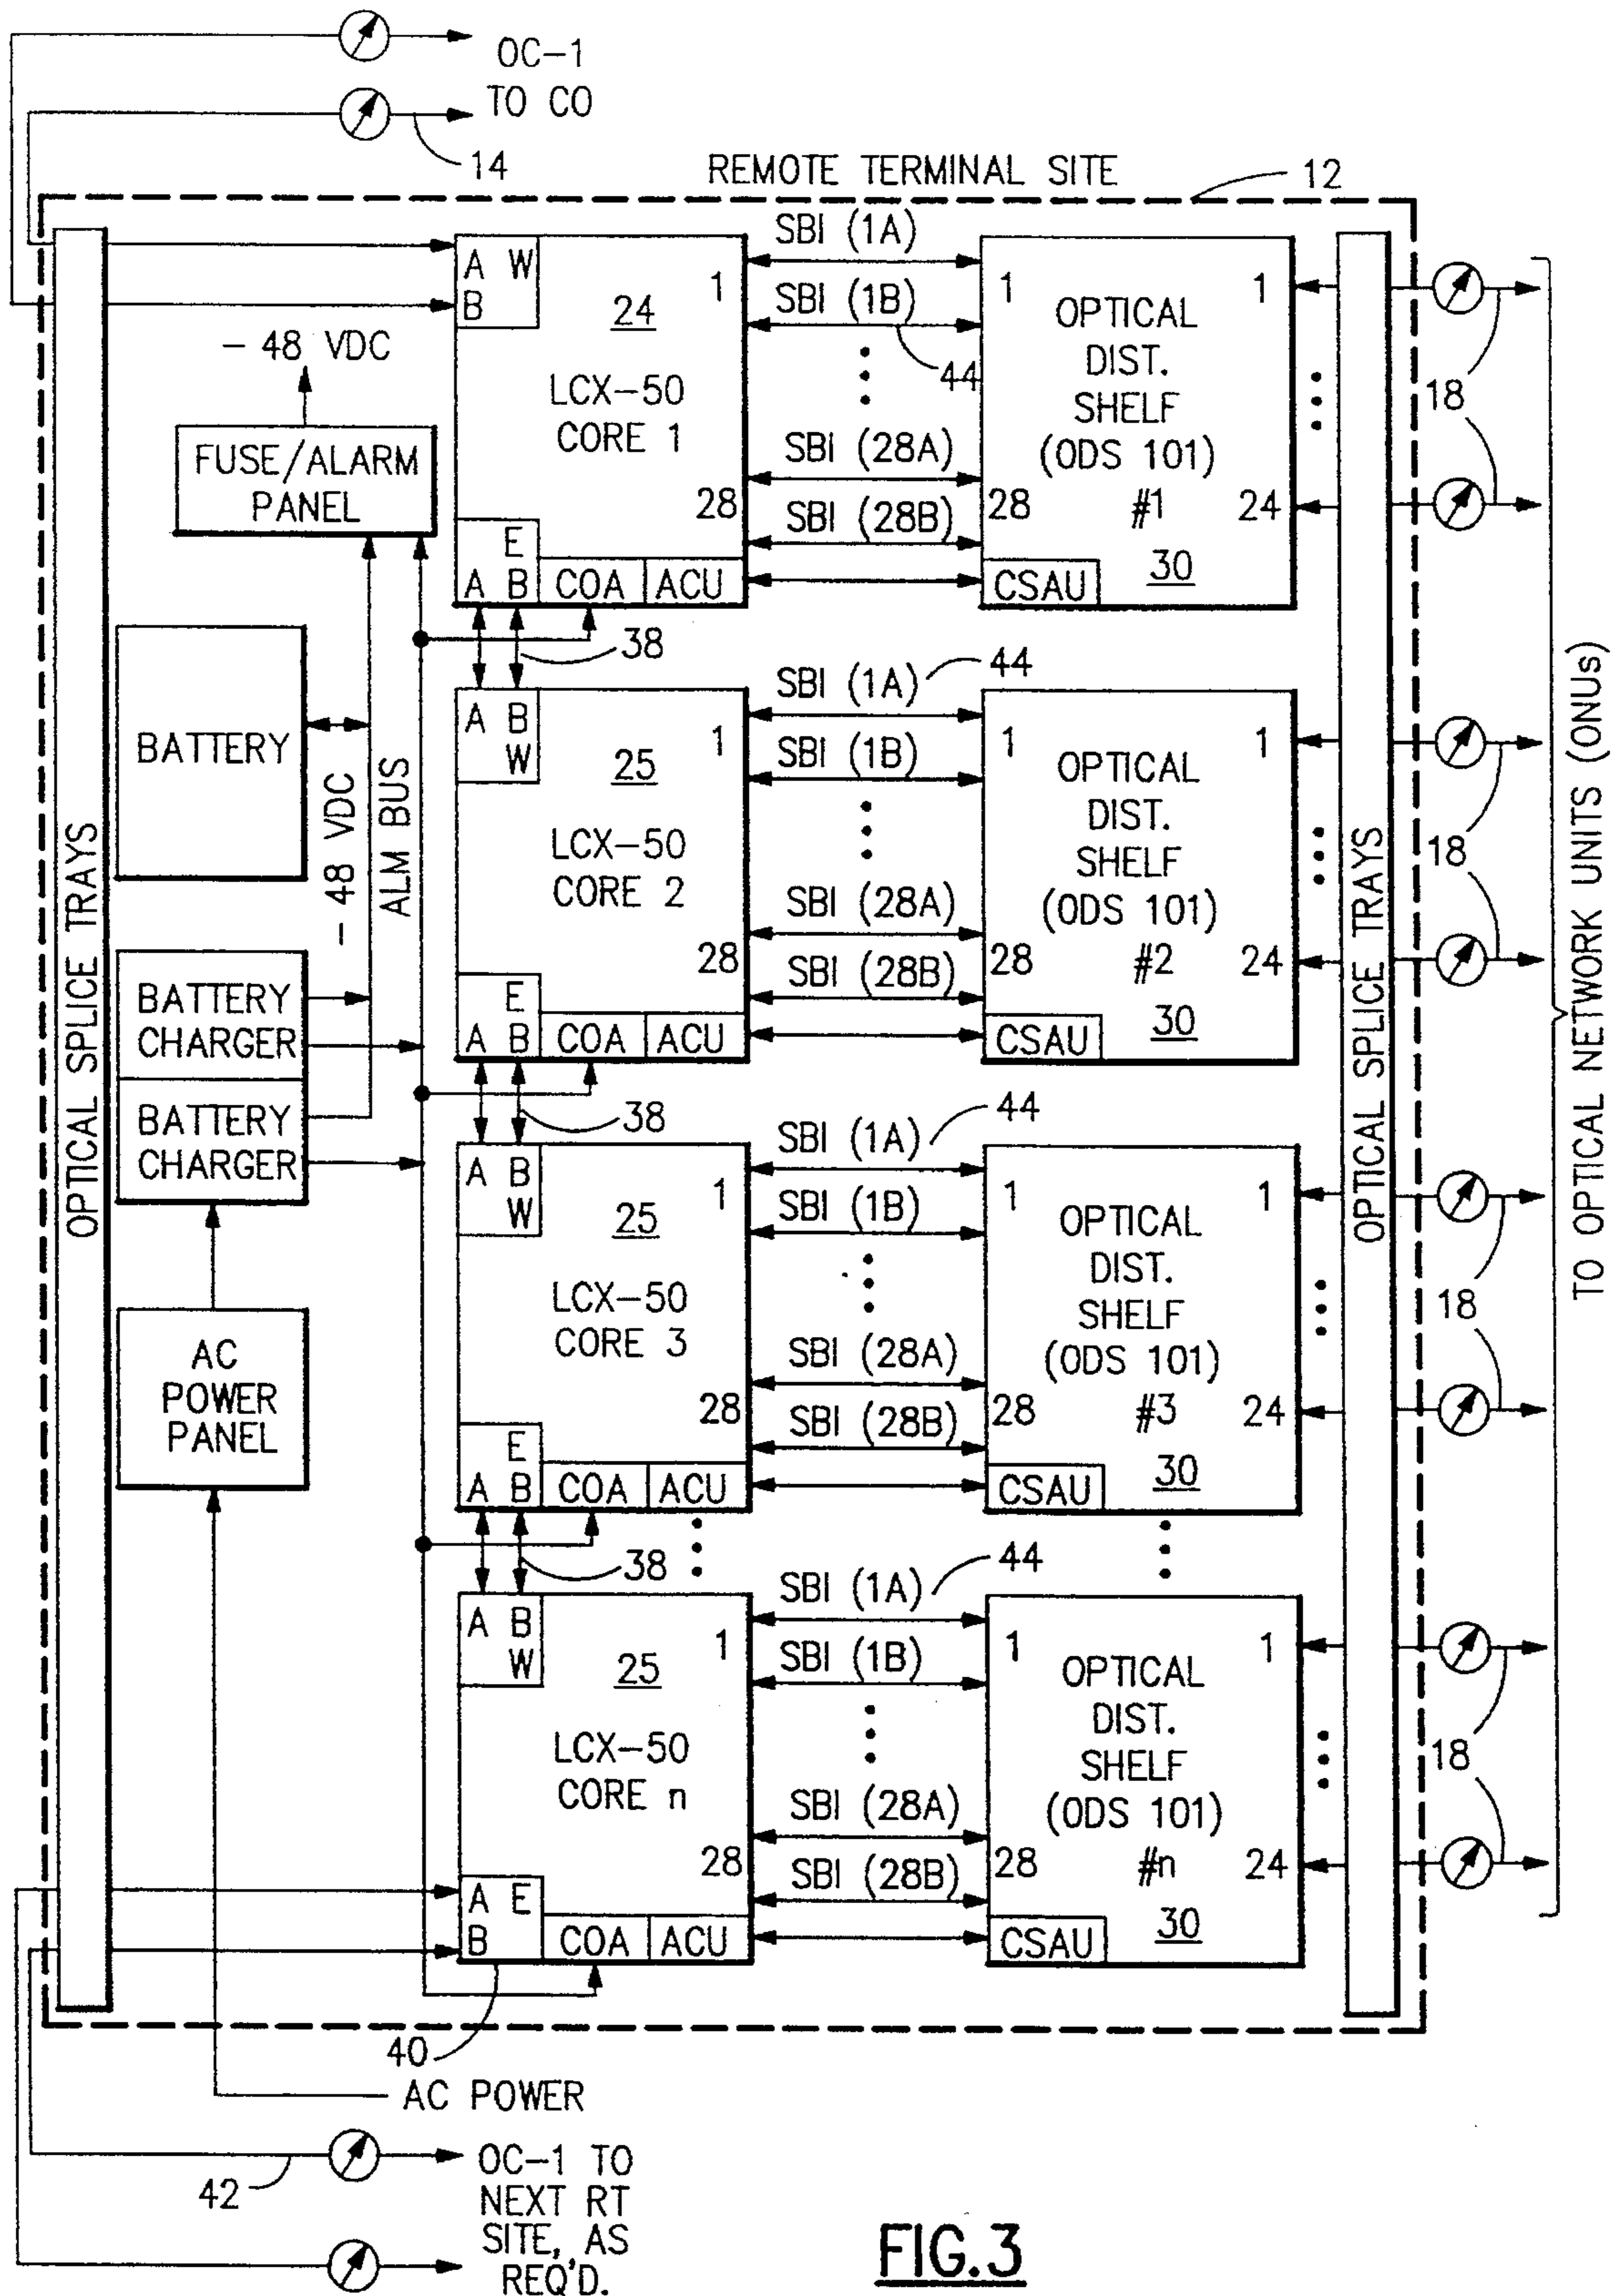 OC-1
TO CO
14
REMOTE TERMINAL SITE
12
A W
B
24
1
LCX-50
CORE 1
28
E
A B
COA
ACU
SBI (1A)
SBI (1B)
44
SBI (28A)
SBI (28B)
1
OPTICAL
DIST.
SHELF
(ODS 101)
#1
30
28
CSAU
1
24
18
- 48 VDC
FUSE/ALARM
PANEL
38
BATTERY
- 48 VDC
ALM BUS
OPTICAL SPLICE TRAYS
A B
W
25
1
LCX-50
CORE 2
28
E
A B
COA
ACU
SBI (1A)
44
SBI (1B)
SBI (28A)
SBI (28B)
1
OPTICAL
DIST.
SHELF
(ODS 101)
#2
30
28
CSAU
1
24
18
OPTICAL SPLICE TRAYS
TO OPTICAL NETWORK UNITS (ONUs)
BATTERY
CHARGER
BATTERY
CHARGER
38
A B
W
25
1
LCX-50
CORE 3
28
E
A B
COA
ACU
SBI (1A)
44
SBI (1B)
SBI (28A)
SBI (28B)
1
OPTICAL
DIST.
SHELF
(ODS 101)
#3
30
28
CSAU
1
24
18
AC
POWER
PANEL
38
A B
W
25
1
LCX-50
CORE n
28
A E
B
COA
ACU
SBI (1A)
44
SBI (1B)
SBI (28A)
SBI (28B)
1
OPTICAL
DIST.
SHELF
(ODS 101)
#n
30
28
CSAU
1
24
18
40
AC POWER
42
OC-1 TO
NEXT RT
SITE, AS
REQ'D.
FIG.3